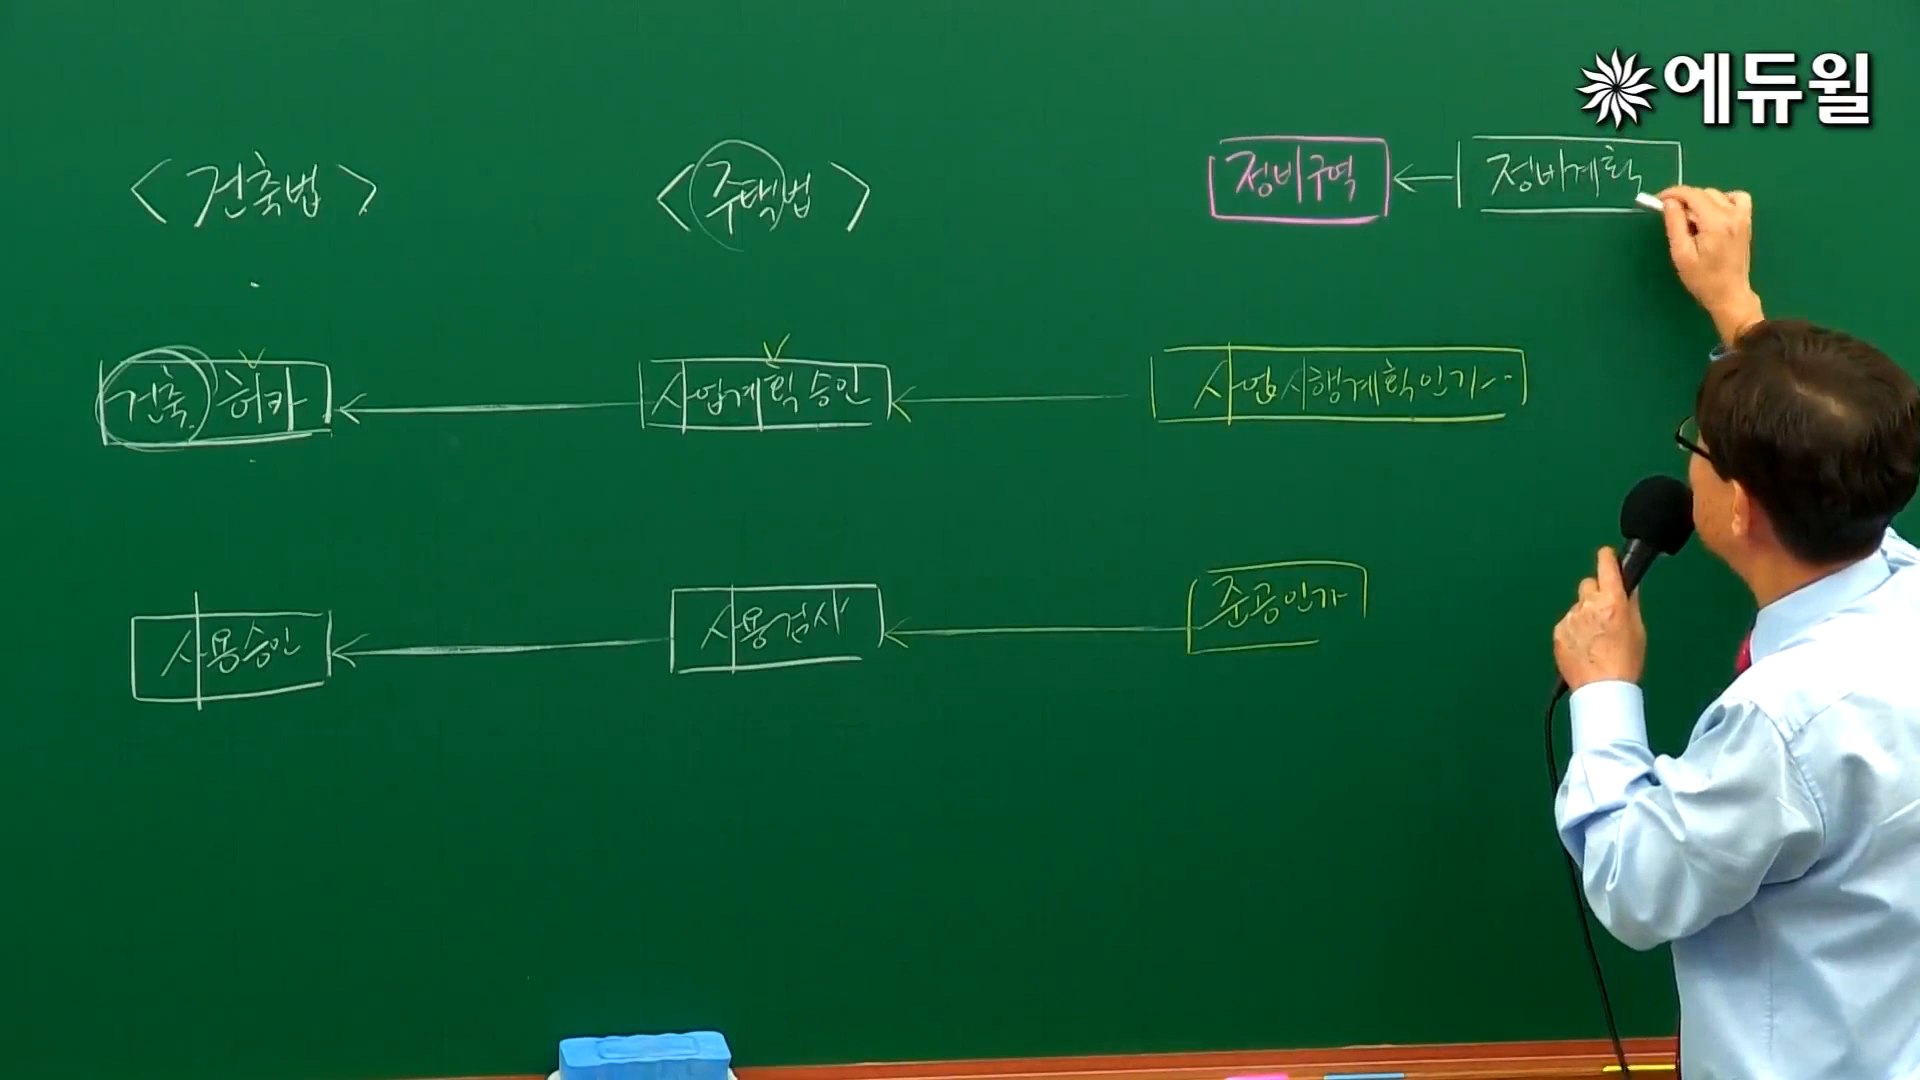 에듀윌
<건축법> <주택법> 정비구역 ← 정비계획
건축허가 ← 사업계획승인 ← 사업시행계획인가
사용승인 ← 사용검사 ← 준공인가